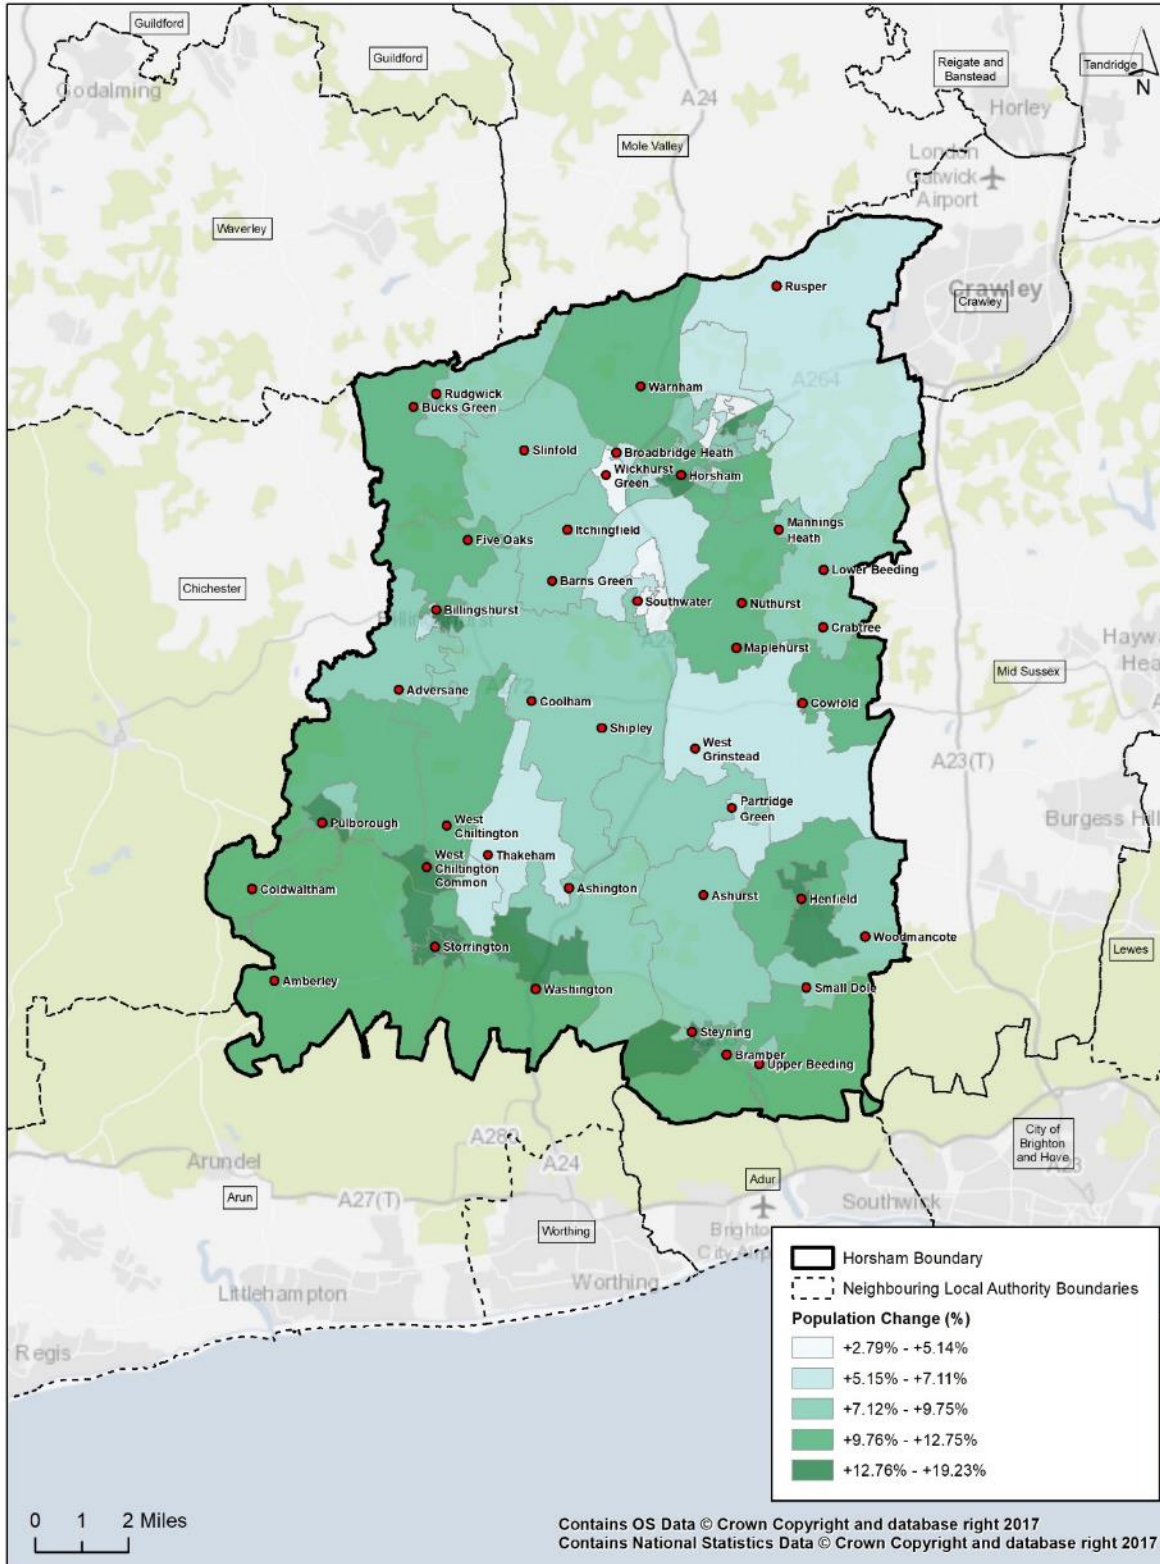 Guildford
Guildford
Reigate and
Banstead
Tandridge
N
Godalming
A24
Horley
Mole Valley
London
Gatwick
Airport
Waverley
Rusper
Crawley
Crawley
A264
Warnham
Rudgwick
Bucks Green
Slinfold
Broadbridge Heath
Wickhurst
Green
Horsham
Itchingfield
Mannings
Heath
Five Oaks
Lower Beeding
Chichester
Barns Green
Southwater
Nuthurst
Billingshurst
Crabtree
Maplehurst
Mid Sussex
Adversane
A272
Coolham
Cowfold
Shipley
West
Grinstead
A23(T)
Partridge
Green
Burgess Hill
Pulborough
West
Chiltington
West
Chiltington
Common
Thakeham
Coldwaltham
Ashington
Ashurst
Henfield
Woodmancote
Storrington
Lewes
Amberley
Washington
Small Dole
Steyning
Bramber
Upper Beeding
City of
Brighton
and Hove
A23
A280
Arundel
A24
Arun
A27(T)
Adur
Southwick
Worthing
Brighton
City Airp
Littlehampton
Worthing
Regis
Horsham Boundary
Neighbouring Local Authority Boundaries
Population Change (%)
+2.79% - +5.14%
+5.15% - +7.11%
+7.12% - +9.75%
+9.76% - +12.75%
+12.76% - +19.23%
0 1 2 Miles
Contains OS Data © Crown Copyright and database right 2017
Contains National Statistics Data © Crown Copyright and database right 2017